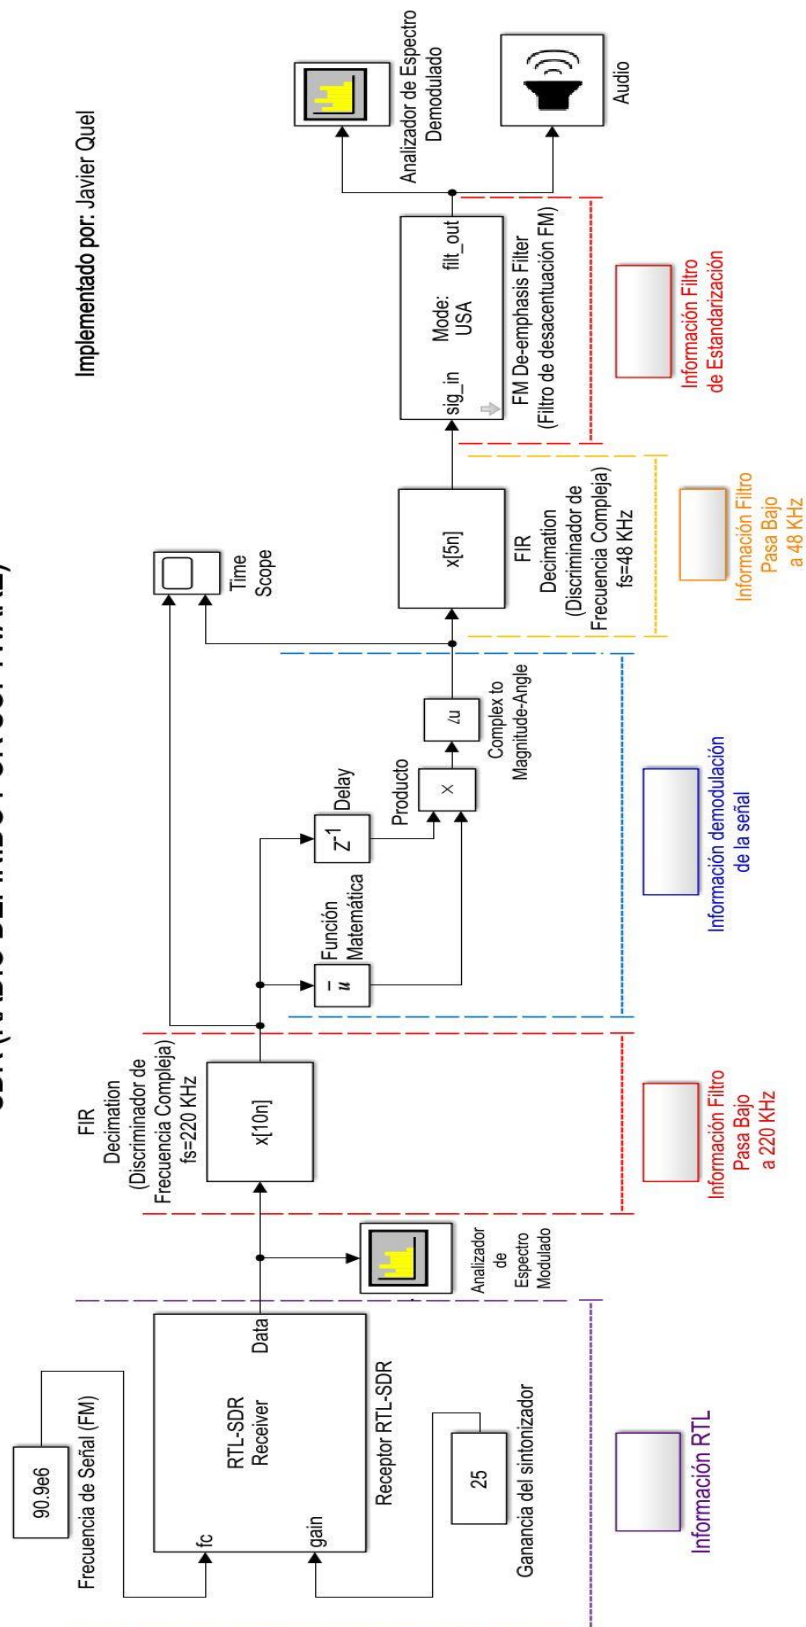 Implementado por: Javier Quel
90.9e6
Frecuencia de Señal (FM)
fc
gain
RTL-SDR
Receiver
Data
Receptor RTL-SDR
25
Ganancia del sintonizador
Información RTL
Analizador
de
Espectro
Modulado
FIR
Decimation
(Discriminador de
Frecuencia Compleja)
fs=220 KHz
x[10n]
Información Filtro
Pasa Bajo
a 220 KHz
u
Función
Matemática
Z-1
Delay
Producto
X
∠u
Complex to
Magnitude-Angle
Información demodulación
de la señal
Time
Scope
x[5n]
FIR
Decimation
(Discriminador de
Frecuencia Compleja)
fs=48 KHz
Información Filtro
Pasa Bajo
a 48 KHz
sig_in
Mode:
USA
filt_out
FM De-emphasis Filter
(Filtro de desacentuación FM)
Información Filtro
de Estandarización
Analizador de Espectro
Demodulado
Audio